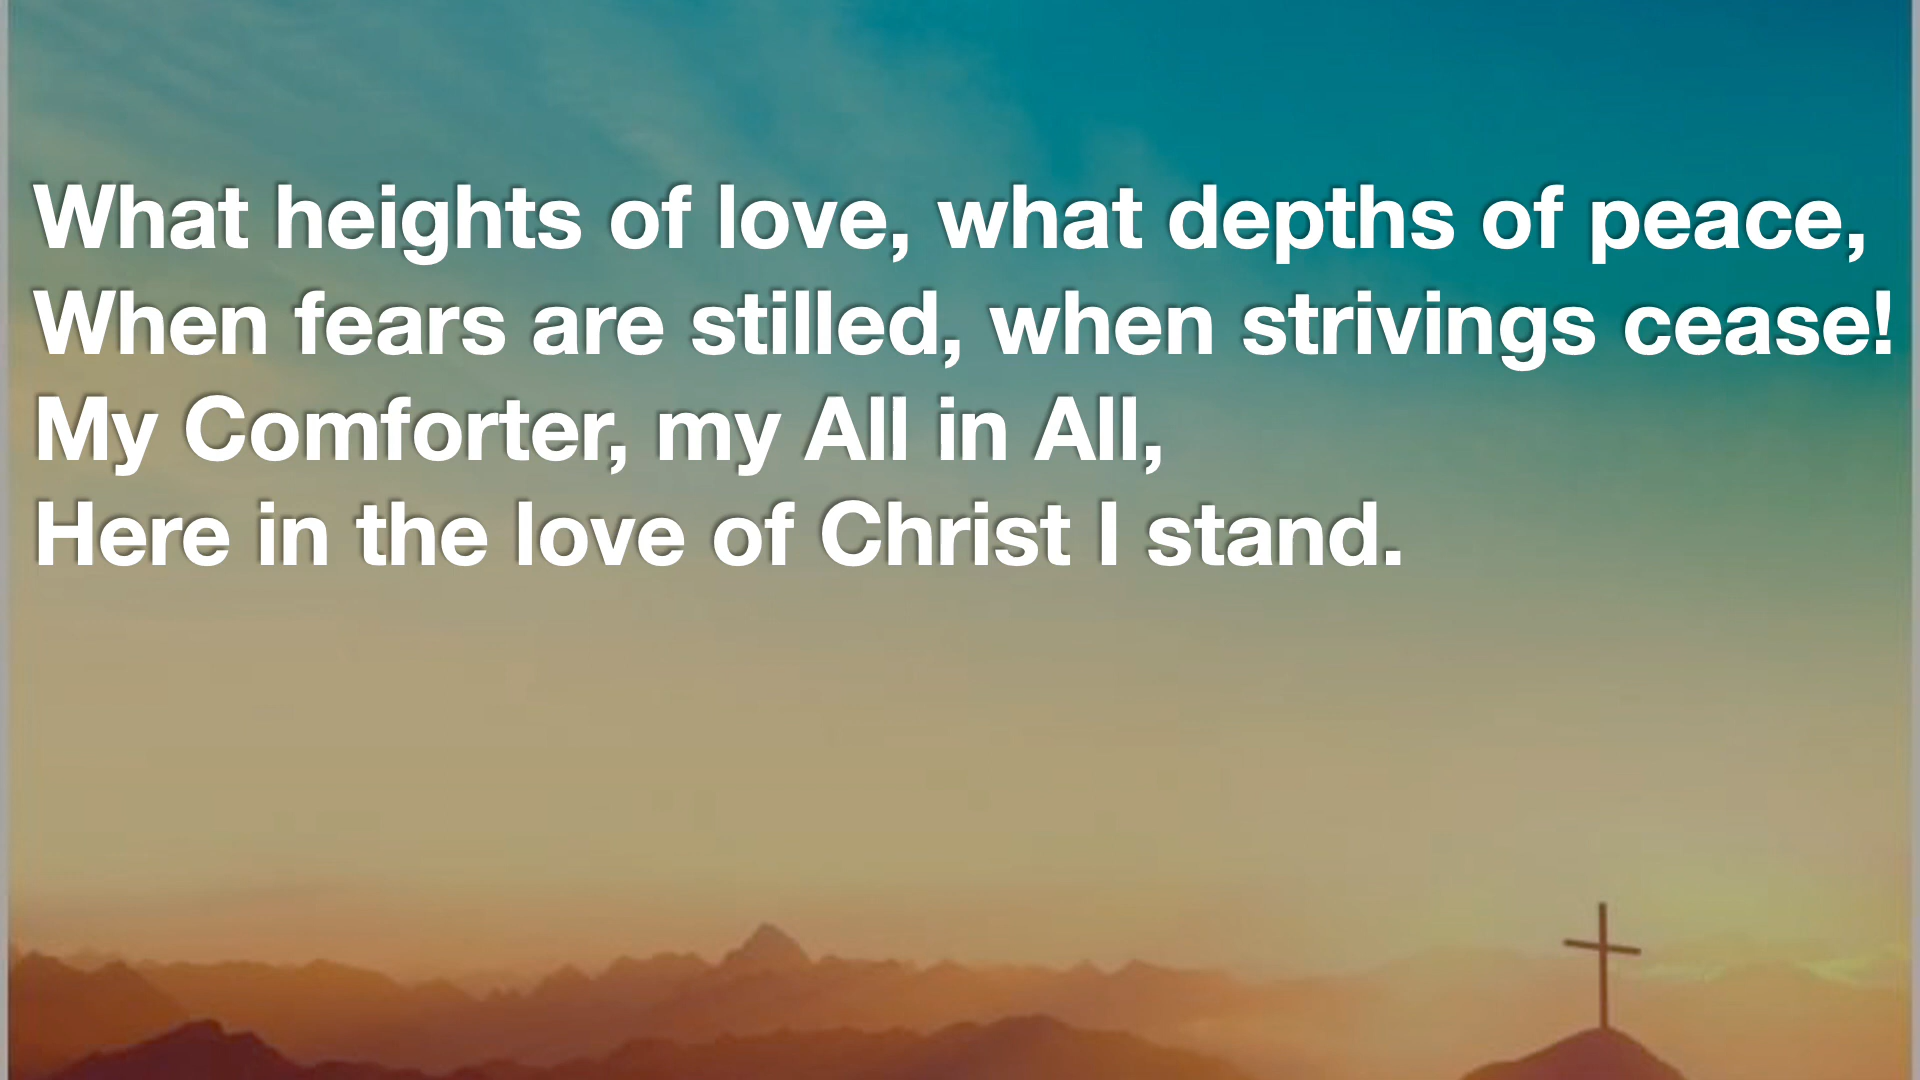 What heights of love, what depths of peace,
When fears are stilled, when strivings cease!
My Comforter, my All in All,
Here in the love of Christ I stand.